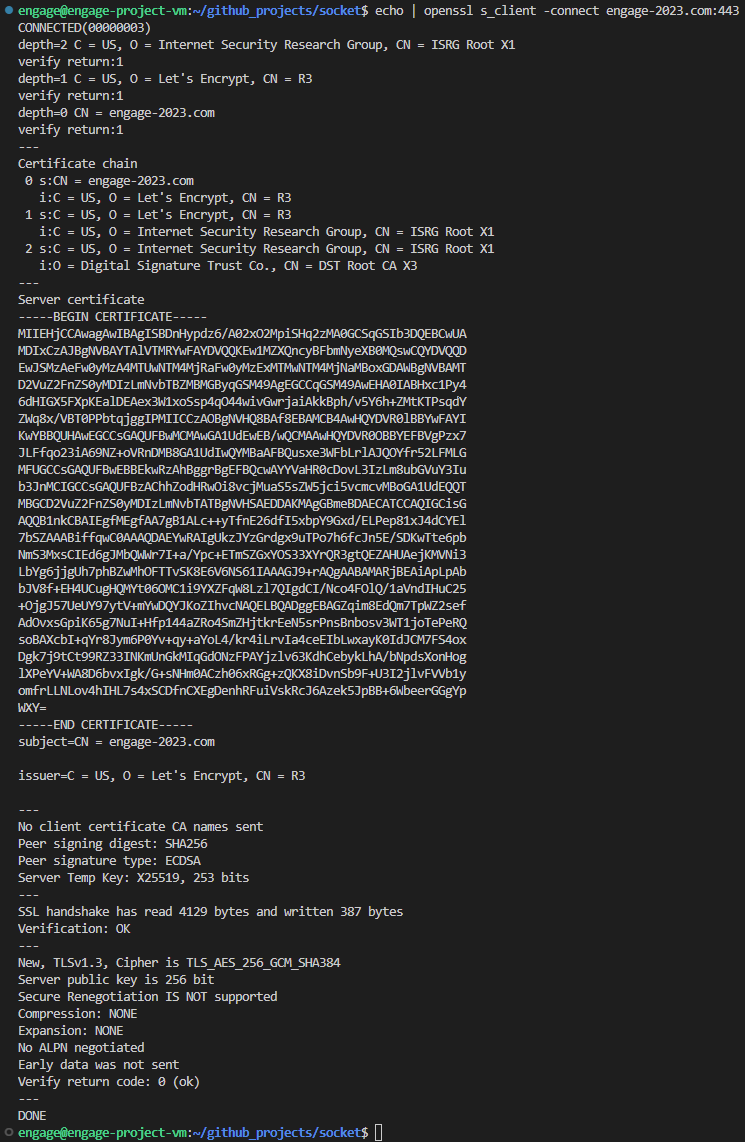 engage@engage-project-vm:~/github_projects/socket$ echo | openssl s_client -connect engage-2023.com:443
CONNECTED(00000003)
depth=2 C = US, O = Internet Security Research Group, CN = ISRG Root X1
verify return:1
depth=1 C = US, O = Let's Encrypt, CN = R3
verify return:1
depth=0 CN = engage-2023.com
verify return:1
---
Certificate chain
 0 s:CN = engage-2023.com
   i:C = US, O = Let's Encrypt, CN = R3
 1 s:C = US, O = Let's Encrypt, CN = R3
   i:C = US, O = Internet Security Research Group, CN = ISRG Root X1
 2 s:C = US, O = Internet Security Research Group, CN = ISRG Root X1
   i:O = Digital Signature Trust Co., CN = DST Root CA X3
---
Server certificate
-----BEGIN CERTIFICATE-----
MIIEHjCCAwagAwIBAgISBDnHypdz6/A02xO2MpiSHq2zMA0GCSqGSIb3DQEBCwUA
MDIxCzAJBgNVBAYTAlVTMRYwFAYDVQQKEw1MZXQncyBFbmNyeXB0MQswCQYDVQQD
EwJSMzAeFw0yMzA4MTUwNTM4MjRaFw0yMzExMTMwNTM4MjNaMBoxGDAWBgNVBAMT
D2VuZ2FnZS0yMDIzLmNvbTBZMBMGByqGSM49AgEGCCqGSM49AwEHA0IABHxc1Py4
6dHIGX5FXpKEalDEAex3W1xoSsp4qO44wivGwrjaiAkkBph/v5Y6h+ZMtKTPsqdY
ZWq8x/VBT0PPbtqjggIPMIICCzAOBgNVHQ8BAf8EBAMCB4AwHQYDVR0lBBYwFAYI
KwYBBQUHAwEGCCsGAQUFBwMCMAwGA1UdEwEB/wQCMAAwHQYDVR0OBBYEFBVgPzx7
JLFfqo23iA69NZ+oVRnDMB8GA1UdIwQYMBaAFBQusxe3WFbLrlAJQOYfr52LFMLG
MFUGCCsGAQUFBwEBBEkwRzAhBggrBgEFBQcwAYYVaHR0cDovL3IzLm8ubGVuY3Iu
b3JnMCIGCCsGAQUFBzAChhZodHRwOi8vcjMuaS5sZW5jci5vcmcvMBoGA1UdEQQT
MBGCD2VuZ2FnZS0yMDIzLmNvbTATBgNVHSAEDDAKMAgGBmeBDAECATCCAQIGCisG
AQQB1nkCBAIEgfMEgfAA7gB1ALc++yTfnE26dfI5xbpY9Gxd/ELPep81xJ4dCYEl
7bSZAAABiffqwC0AAAQDAEYwRAIgUkzJYzGrdgx9uTPo7h6fcJn5E/SDKwTte6pb
NmS3MxsCIEd6gJMbQWWr7I+a/Ypc+ETmSZGxYOS33XYrQR3gtQEZAHUAejKMVNi3
LbYg6jjgUh7phBZwMhOFTTvSK8E6V6NS61IAAAGJ9+rAQgAABAMARjBEAiApLpAb
bJV8f+EH4UCugHQMYt06OMC1i9YXZFqW8Lzl7QIgdCI/Nco4FOlQ/1aVndIHuC25
+OjgJ57UeUY97ytV+mYwDQYJKoZIhvcNAQELBQADggEBAGZqim8EdQm7TpWZ2sef
AdOvxsGpiK65g7NuI+Hfp144aZRo4SmZHjtkrEeN5srPnsBnbosv3WT1joTePeRQ
soBAXcbI+qYr8Jym6P0Yv+qy+aYoL4/kr4iLrvIa4ceEIbLwxayK0IdJCM7FS4ox
Dgk7j9tCt99RZ33INKmUnGkMIqGdONzFPAYjzlv63KdhCebykLhA/bNpdsXonHog
lXPeYV+WA8D6bvxIgk/G+sNHm0ACzh06xRGg+zQKX8iDvnSb9F+U3I2jlvFVVb1y
omfrLLNLov4hIHL7s4xSCDfnCXEgDenhRFuiVskRcJ6Azek5JpBB+6WbeerGGgYp
WXY=
-----END CERTIFICATE-----
subject=CN = engage-2023.com

issuer=C = US, O = Let's Encrypt, CN = R3

---
No client certificate CA names sent
Peer signing digest: SHA256
Peer signature type: ECDSA
Server Temp Key: X25519, 253 bits
---
SSL handshake has read 4129 bytes and written 387 bytes
Verification: OK
---
New, TLSv1.3, Cipher is TLS_AES_256_GCM_SHA384
Server public key is 256 bit
Secure Renegotiation IS NOT supported
Compression: NONE
Expansion: NONE
No ALPN negotiated
Early data was not sent
Verify return code: 0 (ok)
---
DONE
engage@engage-project-vm:~/github_projects/socket$